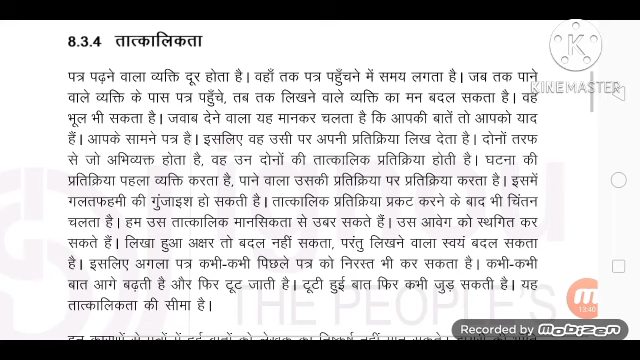 8.3.4 तात्कालिकता
पत्र पढ़ने वाला व्यक्ति दूर होता है। वहाँ तक पत्र पहुँचने में समय लगता है। जब तक पाने
वाले व्यक्ति के पास पत्र पहुँचे, तब तक लिखने वाले व्यक्ति का मन बदल सकता है। वह
भूल भी सकता है। जवाब देने वाला यह मानकर चलता है कि आपकी बातें तो आपको याद
हैं। आपके सामने पत्र है। इसलिए वह उसी पर अपनी प्रतिक्रिया लिख देता है। दोनों तरफ
से जो अभिव्यक्त होता है, वह उन दोनों की तात्कालिक प्रतिक्रिया होती है। घटना की
प्रतिक्रिया पहला व्यक्ति करता है, पाने वाला उसकी प्रतिक्रिया पर प्रतिक्रिया करता है। इसमें
गलतफहमी की गुंजाइश हो सकती है। तात्कालिक प्रतिक्रिया प्रकट करने के बाद भी चिंतन
चलता है। हम उस तात्कालिक मानसिकता से उबर सकते हैं। उस आवेग को स्थगित कर
सकते हैं। लिखा हुआ अक्षर तो बदल नहीं सकता, परंतु लिखने वाला स्वयं बदल सकता
है। इसलिए अगला पत्र कभी-कभी पिछले पत्र को निरस्त भी कर सकता है। कभी-कभी
बात आगे बढ़ती है और फिर टूट जाती है। टूटी हुई बात फिर कभी जुड़ सकती है। यह
तात्कालिकता की सीमा है।
THE PEOPLE'S
KINEMASTER
13:40
Recorded by mobizen